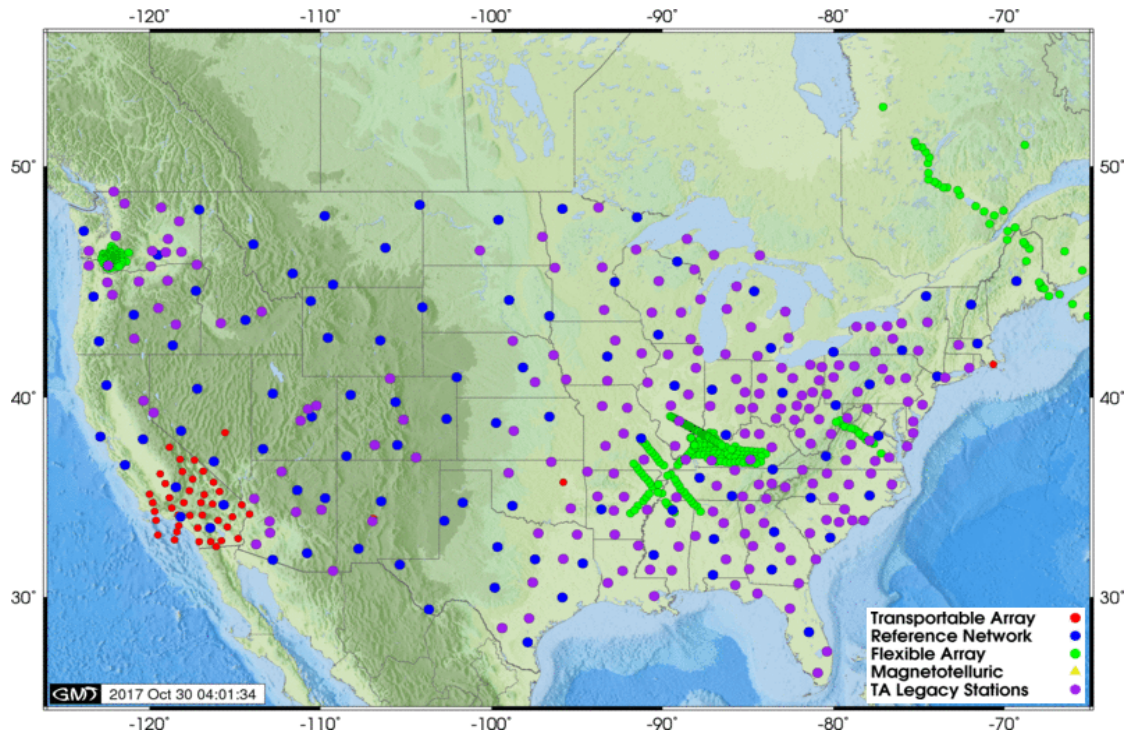 -120° -110° -100° -90° -80° -70°
50° 50°
40° 40°
30° 30°
Transportable Array
Reference Network
Flexible Array
Magnetotelluric
TA Legacy Stations
GMT 2017 Oct 30 04:01:34
-120° -110° -100° -90° -80° -70°